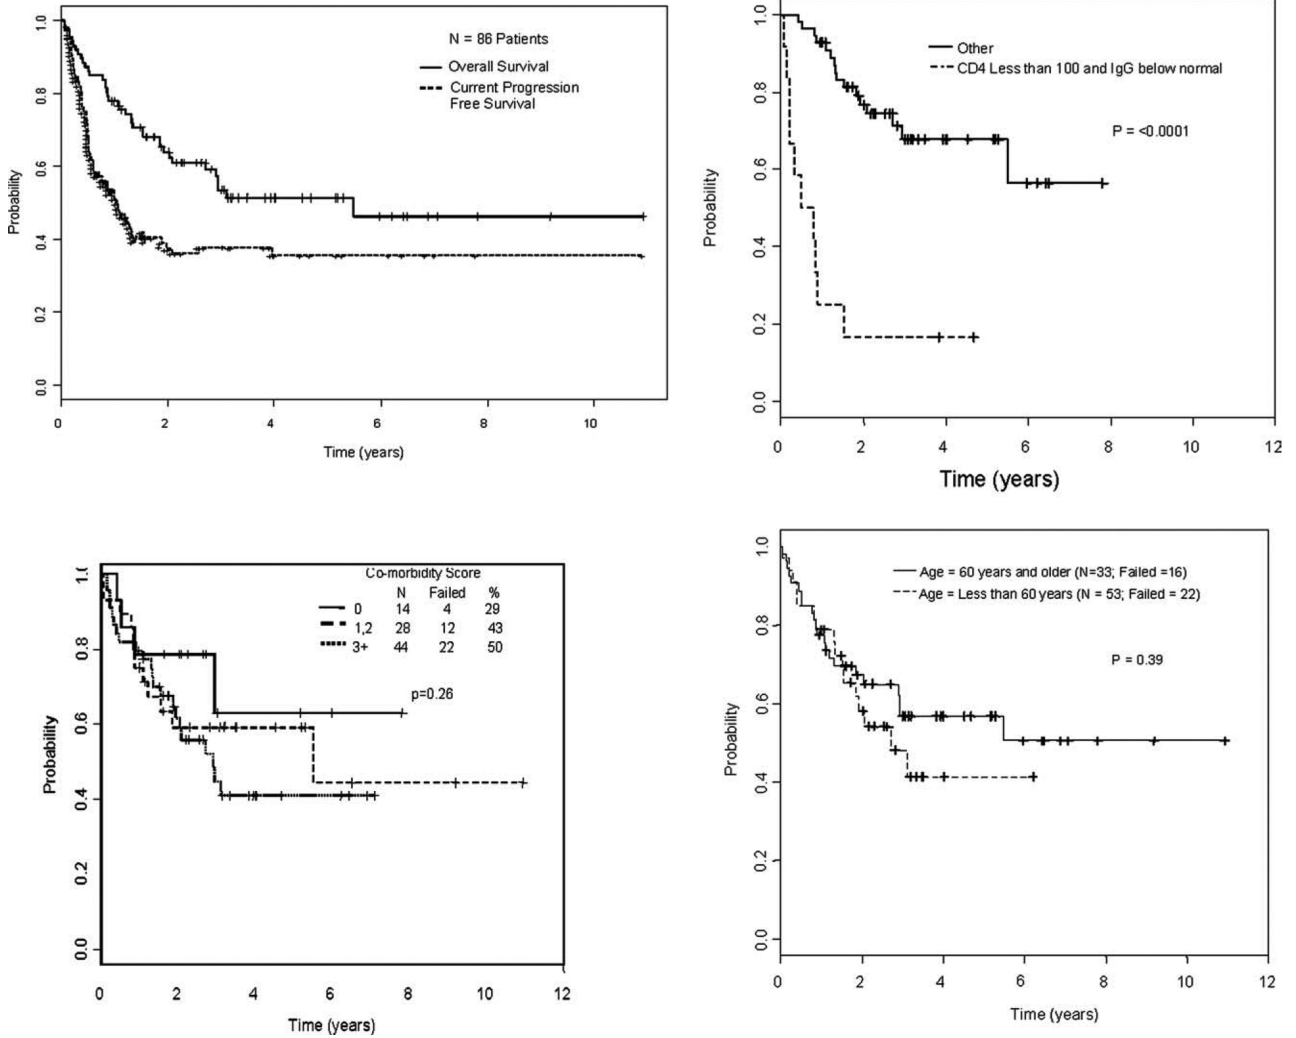 N = 86 Patients
Overall Survival
Current Progression
Free Survival
Probability
1.0
0.8
0.6
0.4
0.2
0.0
0 2 4 6 8 10
Time (years)
Other
CD4 Less than 100 and IgG below normal
P = <0.0001
Probability
1.0
0.8
0.6
0.4
0.2
0.0
0 2 4 6 8 10 12
Time (years)
Co-morbidity Score
N Failed %
0 14 4 29
1,2 28 12 43
3+ 44 22 50
p=0.26
Probability
0.8
0.6
0.4
0.2
0.0
0 2 4 6 8 10 12
Time (years)
Age = 60 years and older (N=33; Failed =16)
Age = Less than 60 years (N = 53; Failed = 22)
P = 0.39
Probability
1.0
0.8
0.6
0.4
0.2
0.0
0 2 4 6 8 10 12
Time (years)